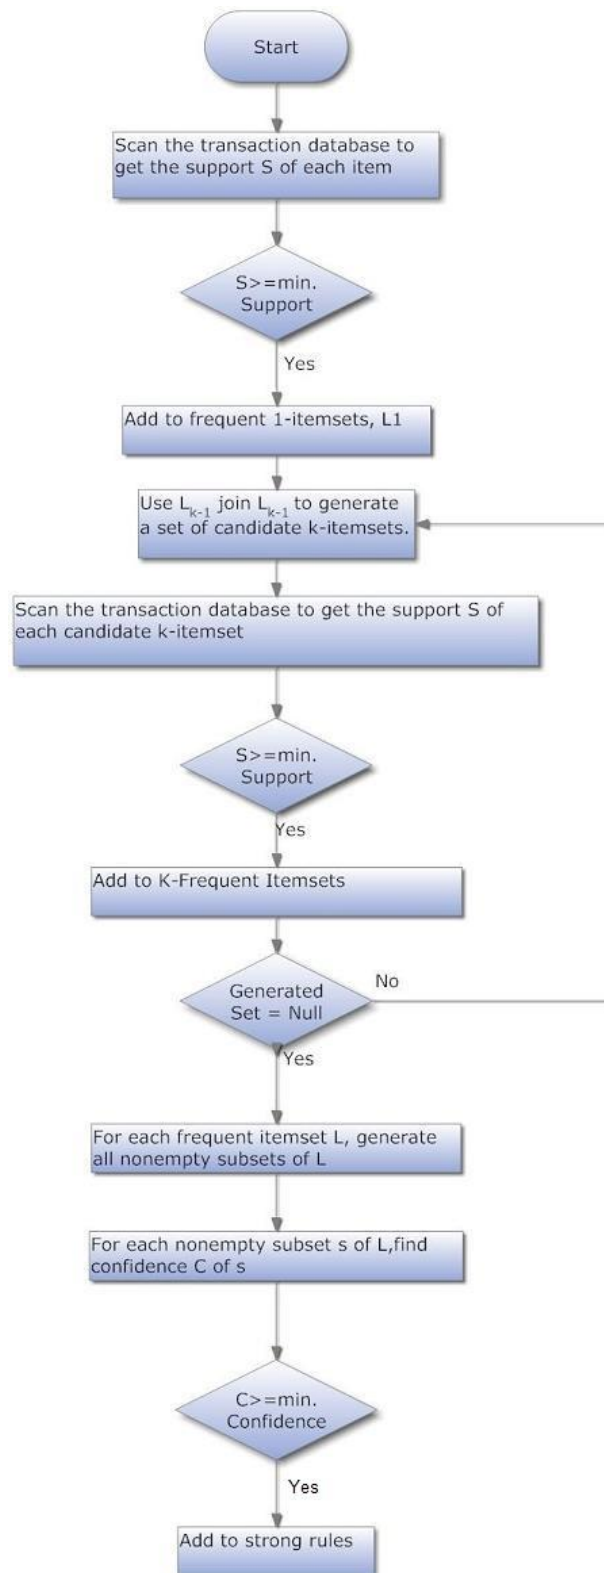 Start
Scan the transaction database to
get the support S of each item
S>=min.
Support
Yes
Add to frequent 1-itemsets, L1
Use Lk-1 join Lk-1 to generate
a set of candidate k-itemsets.
Scan the transaction database to get the support S of
each candidate k-itemset
S>=min.
Support
Yes
Add to K-Frequent Itemsets
Generated
Set = Null
No
Yes
For each frequent itemset L, generate
all nonempty subsets of L
For each nonempty subset s of L,find
confidence C of s
C>=min.
Confidence
Yes
Add to strong rules